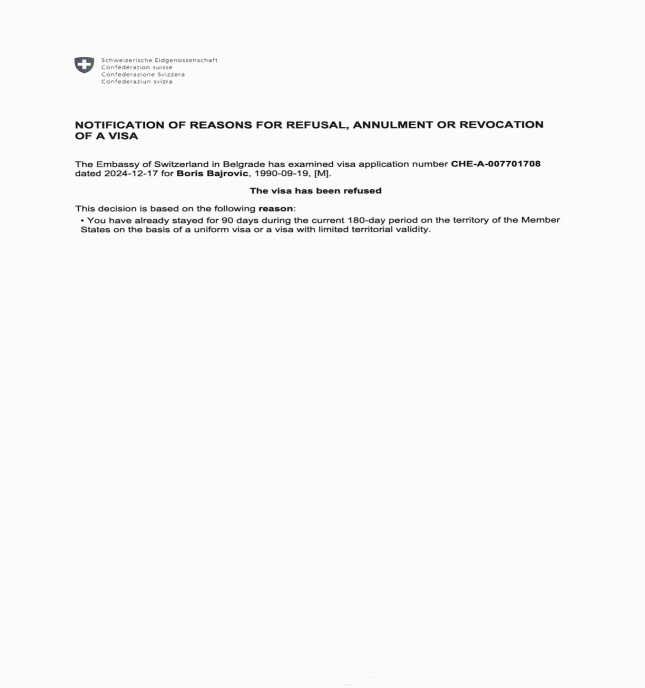 Schweizerische Eidgenossenschaft
Confédération suisse
Confederazione Svizzera
Confederaziun svizra
NOTIFICATION OF REASONS FOR REFUSAL, ANNULMENT OR REVOCATION
OF A VISA
The Embassy of Switzerland in Belgrade has examined visa application number CHE-A-007701708
dated 2024-12-17 for Boris Bajrovic, 1990-09-19, [M].
The visa has been refused
This decision is based on the following reason:
• You have already stayed for 90 days during the current 180-day period on the territory of the Member
States on the basis of a uniform visa or a visa with limited territorial validity.